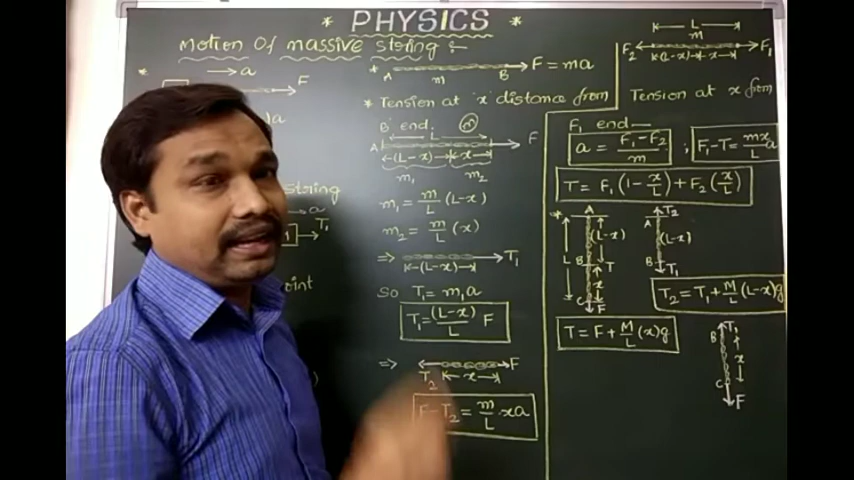 * PHYSICS *
Motion Of massive string :-
* → a
F
a
string
a
T₁
1
oint
* A m B F = ma
* Tension at 'x' distance from
'B' end. m
L
A F
(L-x) x
m₁ m₂
m₁ = m/L (L-x)
m₂ = m/L (x)
⇒ T₁
(L-x)
So T₁ = m₁a
T₁ = (L-x)/L F
⇒ F
T₂ x
F - T₂ = m/L · xa
L
m
F₂ F₁
(L-x) x
Tension at x from
F₁ end
a = (F₁ - F₂)/m ; F₁ - T = mx/L a
T = F₁(1 - x/L) + F₂(x/L)
** A
L (L-x)
B T
x
C
F
T₂
A
(L-x)
B
T₁
T₂ = T₁ + M/L (L-x)g
T = F + M/L (x)g
T₁
B
x
C
F